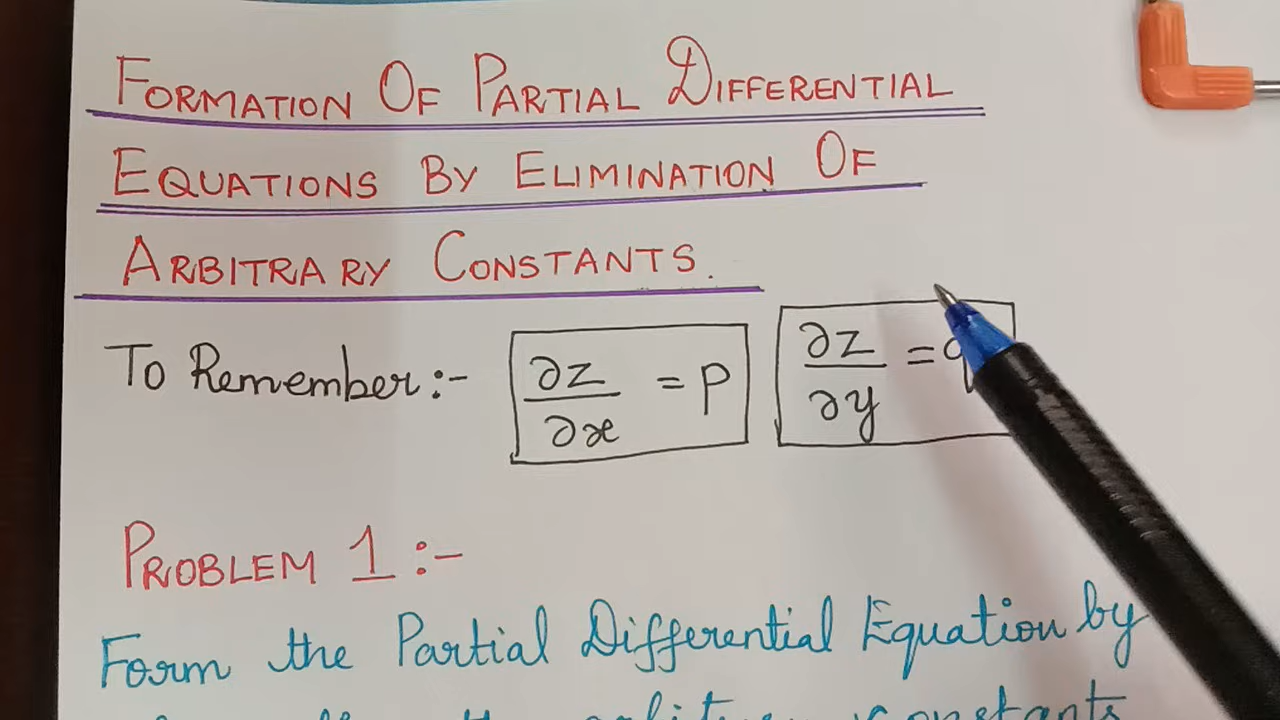 FORMATION OF PARTIAL DIFFERENTIAL
EQUATIONS BY ELIMINATION OF
ARBITRARY CONSTANTS.
To Remember:- ∂z/∂x = p ∂z/∂y = q
PROBLEM 1:-
Form the Partial Differential Equation by
constants